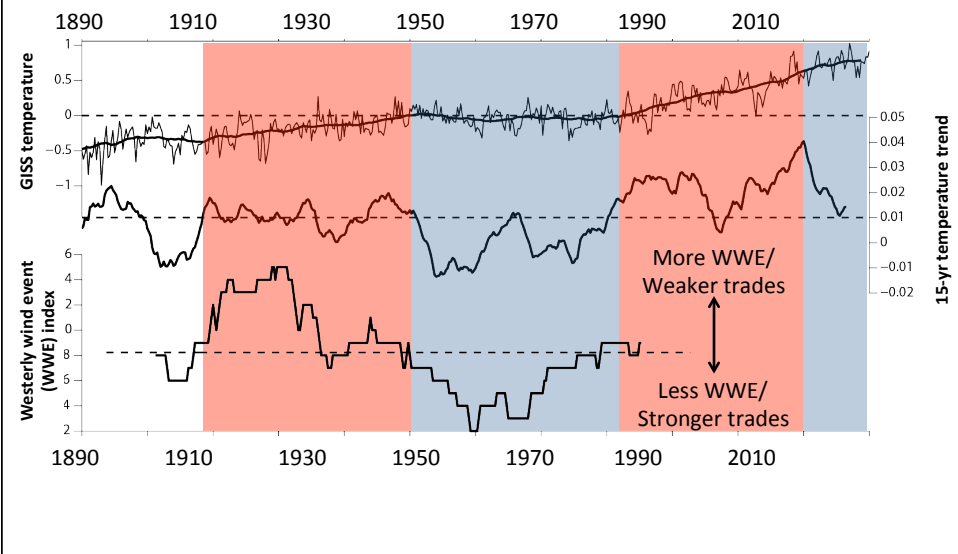 1890 1910 1930 1950 1970 1990 2010
GISS temperature
1
0.5
0
−0.5
−1
0.05
0.04
0.03
0.02
0.01
0
−0.01
−0.02
15-yr temperature trend
Westerly wind event
(WWE) index
6
4
2
0
8
6
4
2
More WWE/
Weaker trades
Less WWE/
Stronger trades
1890 1910 1930 1950 1970 1990 2010